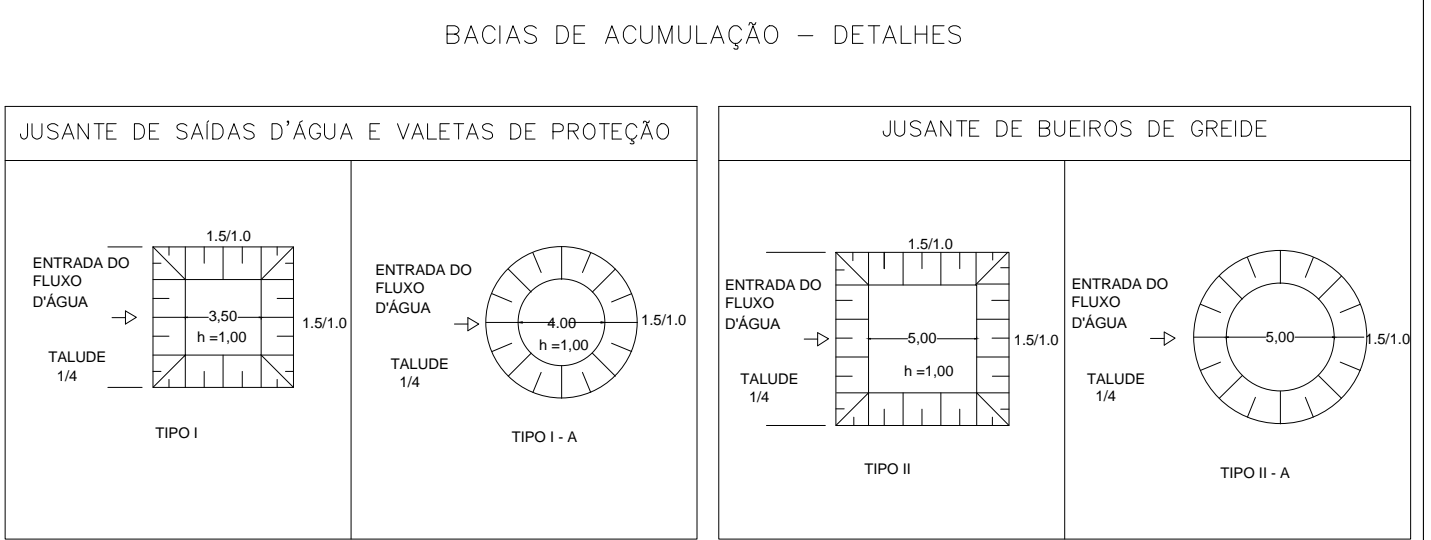 BACIAS DE ACUMULAÇÃO – DETALHES
JUSANTE DE SAÍDAS D'ÁGUA E VALETAS DE PROTEÇÃO
1.5/1.0
ENTRADA DO
FLUXO
D'ÁGUA
3,50
h =1,00
1.5/1.0
TALUDE
1/4
TIPO I
ENTRADA DO
FLUXO
D'ÁGUA
4.00
h =1,00
1.5/1.0
TALUDE
1/4
TIPO I - A
JUSANTE DE BUEIROS DE GREIDE
1.5/1.0
ENTRADA DO
FLUXO
D'ÁGUA
5,00
h =1,00
1.5/1.0
TALUDE
1/4
TIPO II
ENTRADA DO
FLUXO
D'ÁGUA
5,00
1.5/1.0
TALUDE
1/4
TIPO II - A